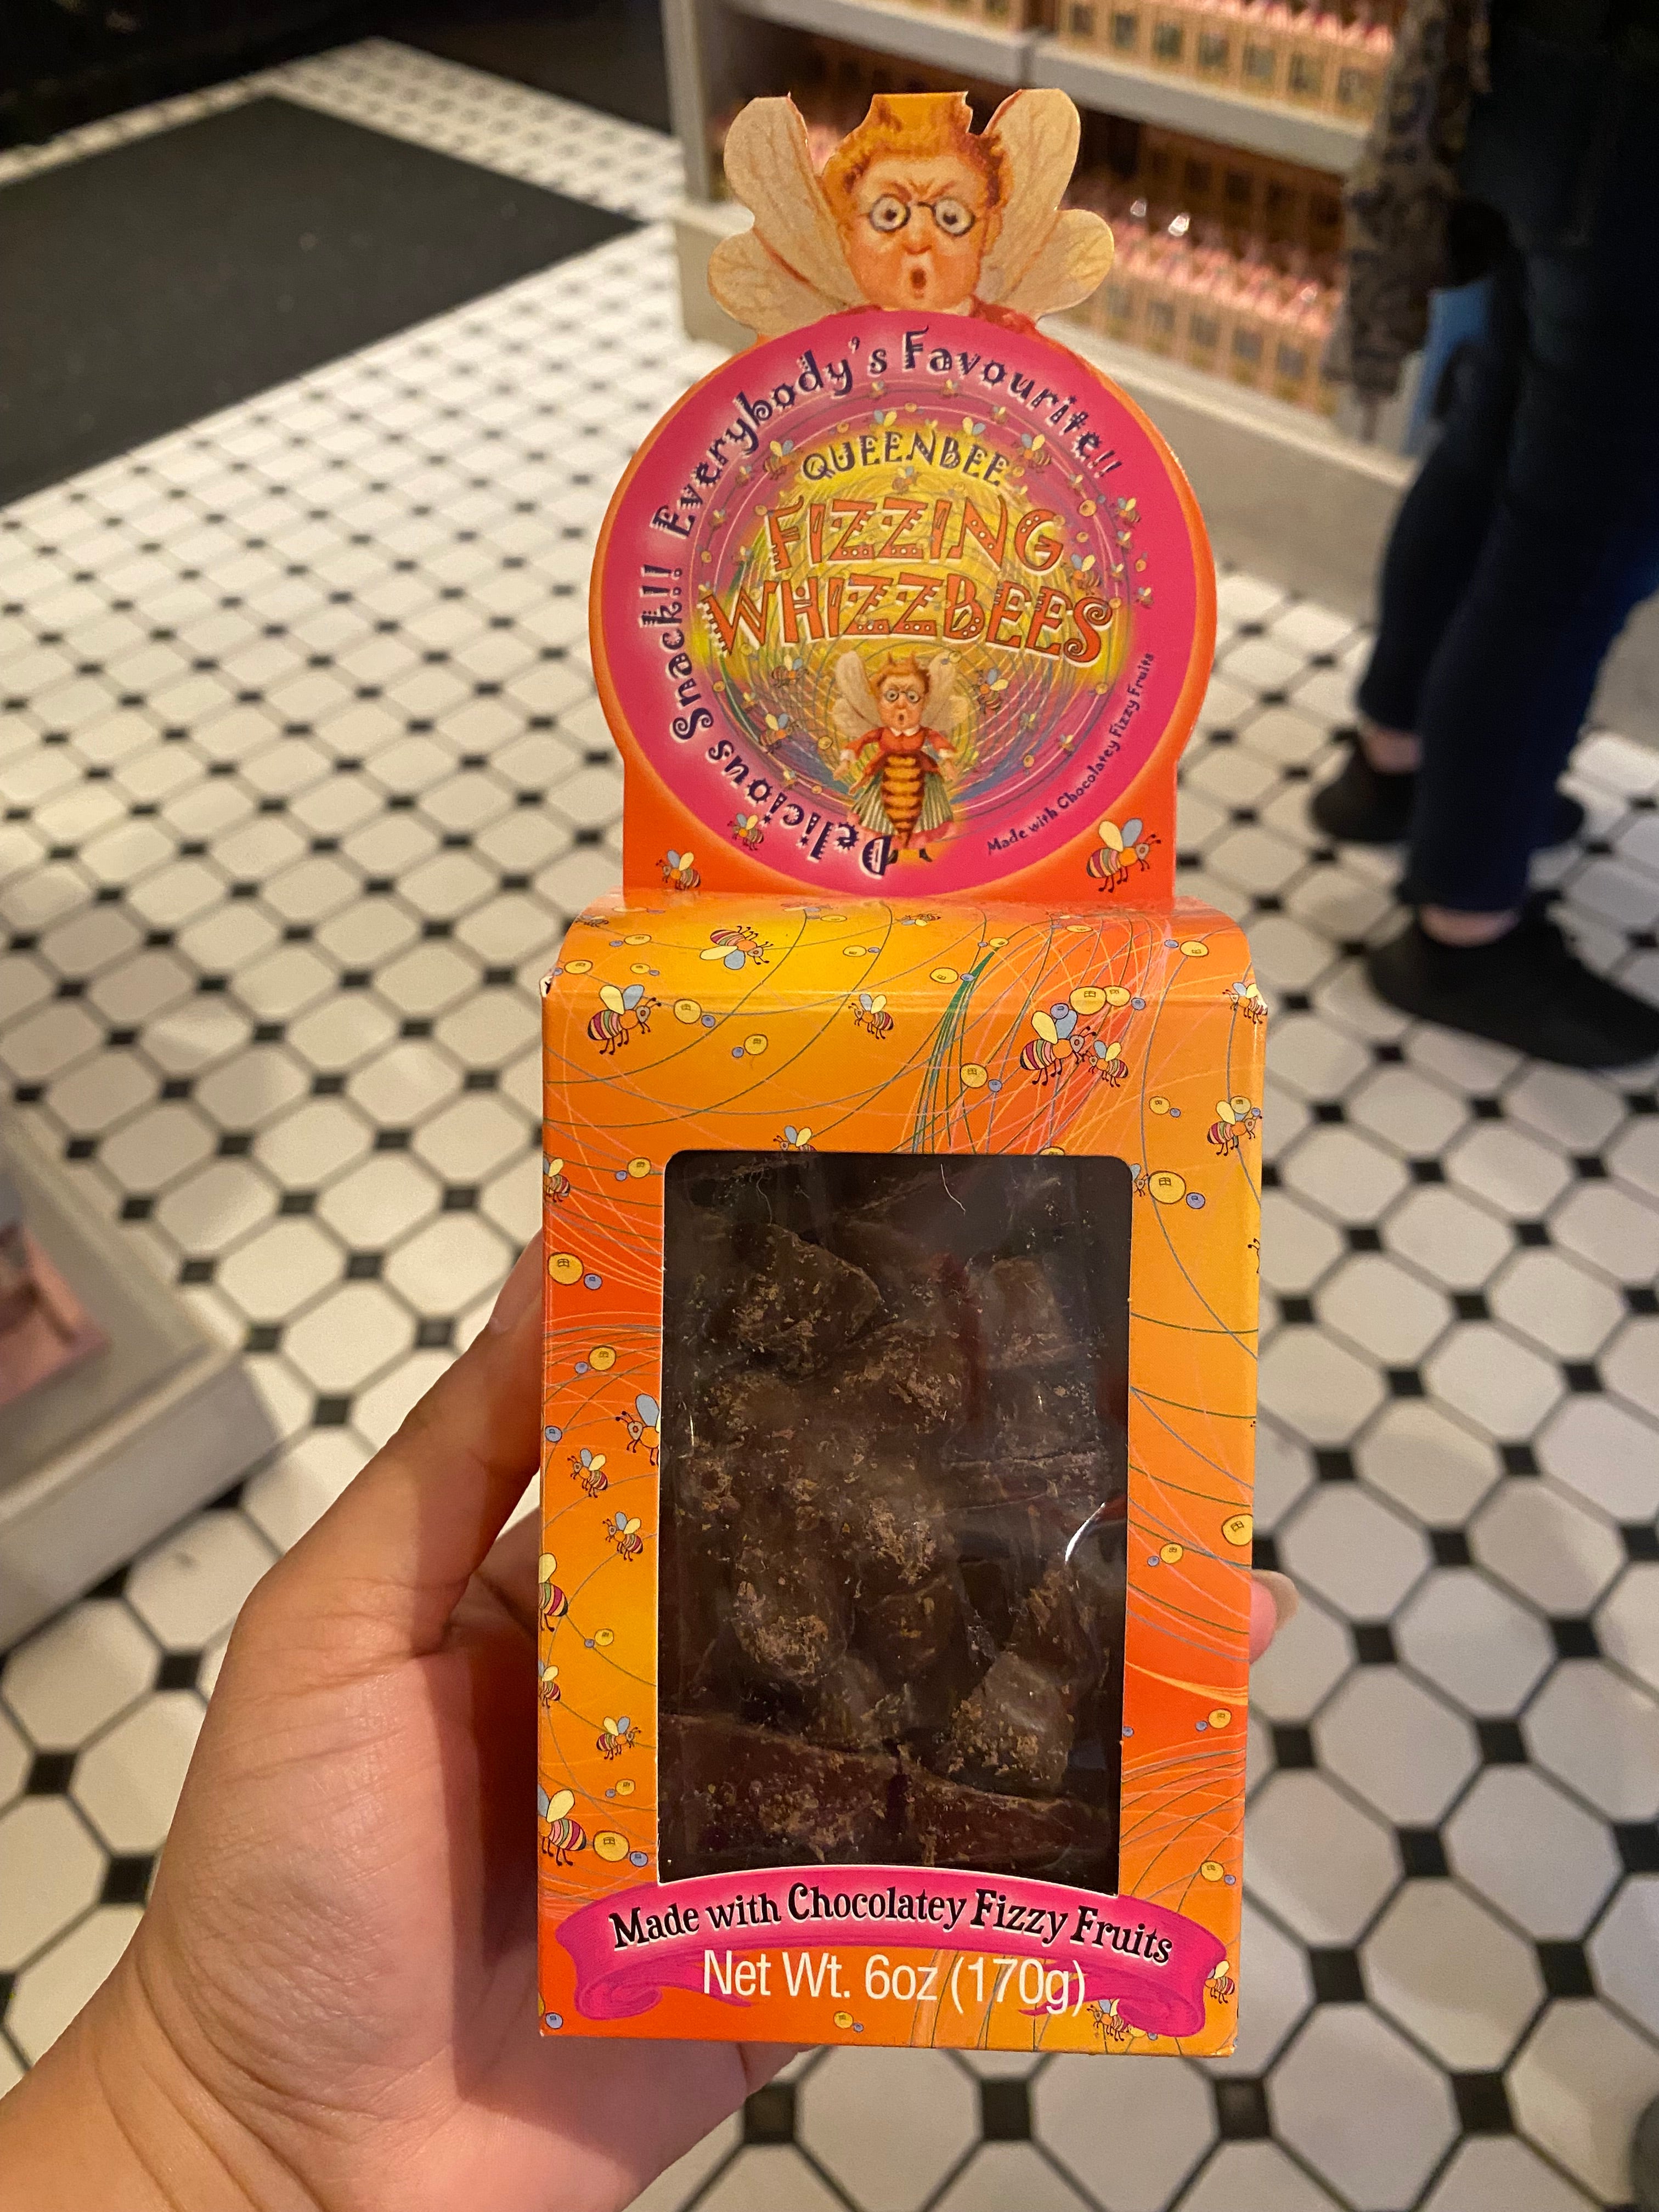 Delicious Snack!! Everybody's Favourite!!
QUEENBEE
FIZZING
WHIZZBEES
Made with Chocolatey Fizzy Fruits
Made with Chocolatey Fizzy Fruits
Net Wt. 6oz (170g)